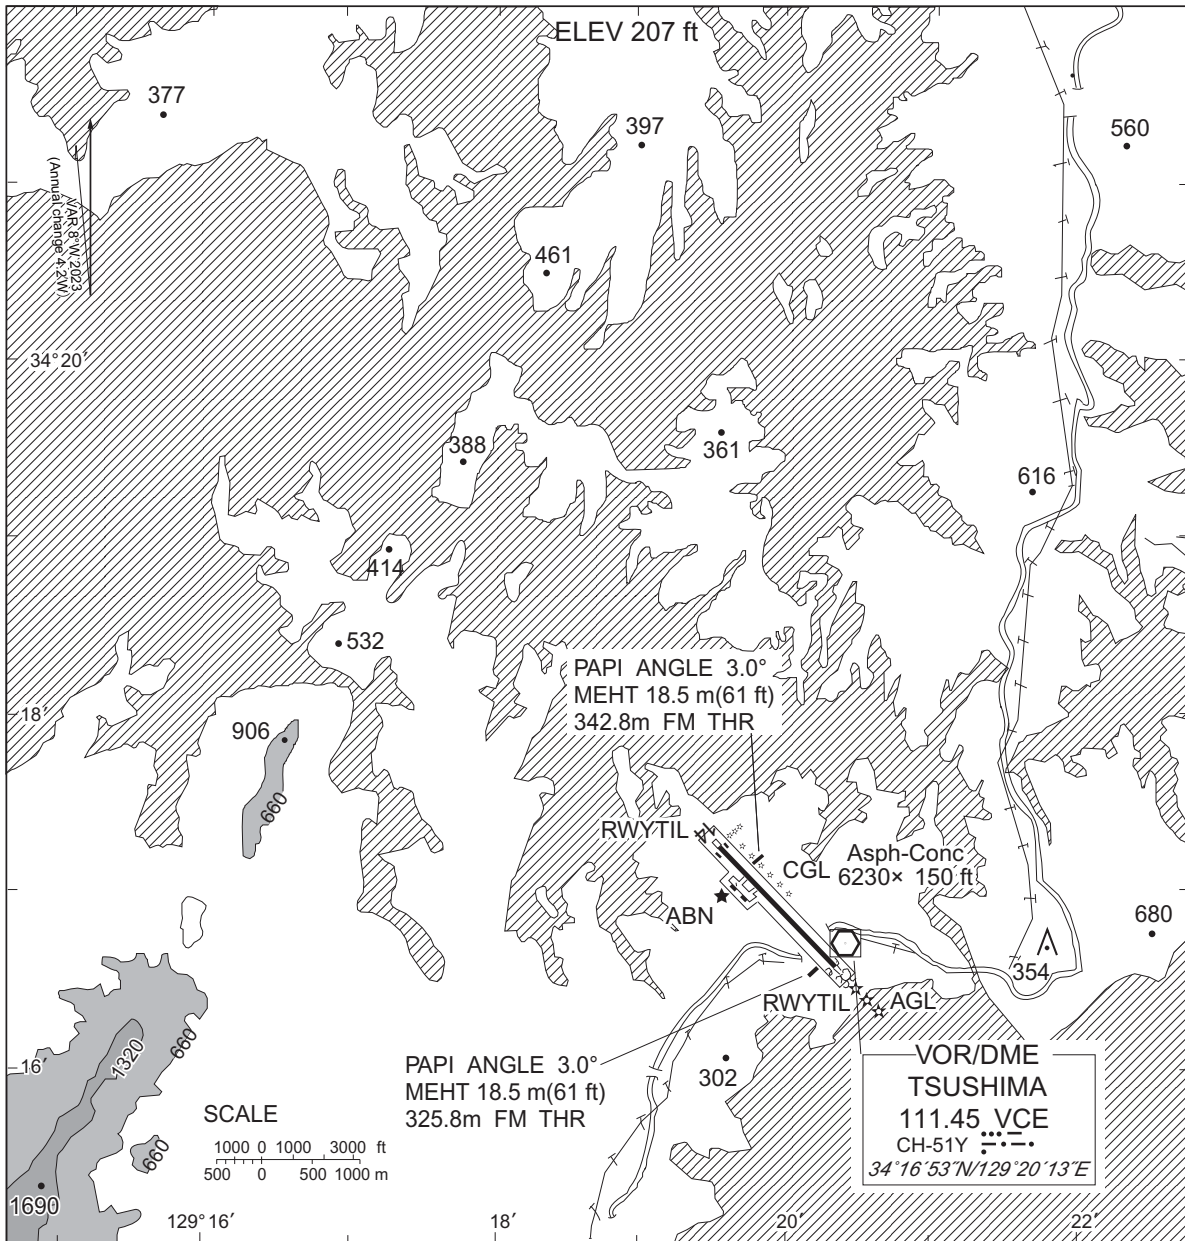 ELEV 207 ft
377
397
560
VAR 8°W 2023
(Annual change 4.2′W)
461
34°20′
361
388
616
414
532
PAPI ANGLE 3.0°
MEHT 18.5 m(61 ft)
342.8m FM THR
18′
906
660
RWYTIL
CGL
Asph-Conc
6230× 150 ft
ABN
680
354
RWYTIL
AGL
660
1320
16′
PAPI ANGLE 3.0°
MEHT 18.5 m(61 ft)
325.8m FM THR
302
VOR/DME
TSUSHIMA
111.45 VCE
CH-51Y
34°16′53″N/129°20′13″E
SCALE
1000 0 1000 3000 ft
500 0 500 1000 m
660
1690
129°16′
18′
20′
22′